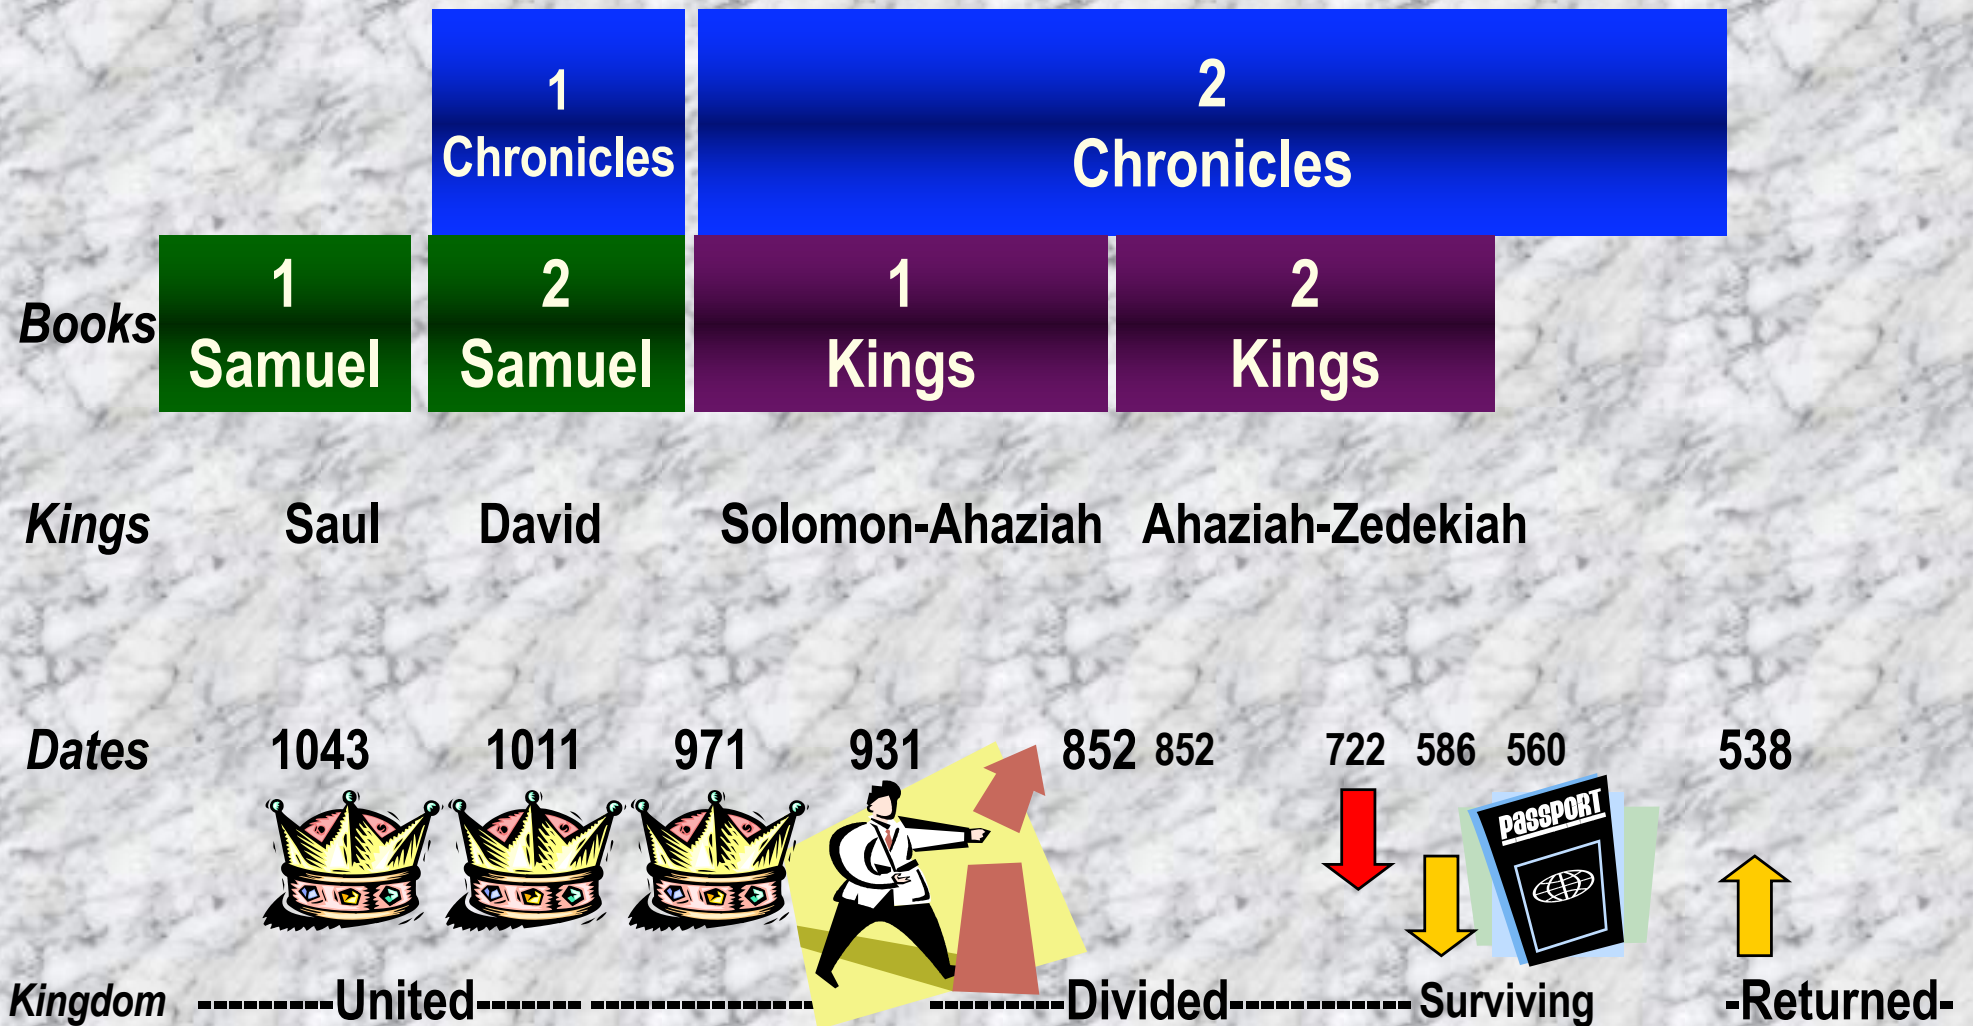 1
Chronicles
2
Chronicles
Books
1
Samuel
2
Samuel
1
Kings
2
Kings
Kings Saul David Solomon-Ahaziah Ahaziah-Zedekiah
Dates 1043 1011 971 931 852 852 722 586 560 538
PASSPORT
Kingdom ---------United------- ---------------- ---------Divided------------ Surviving -Returned-